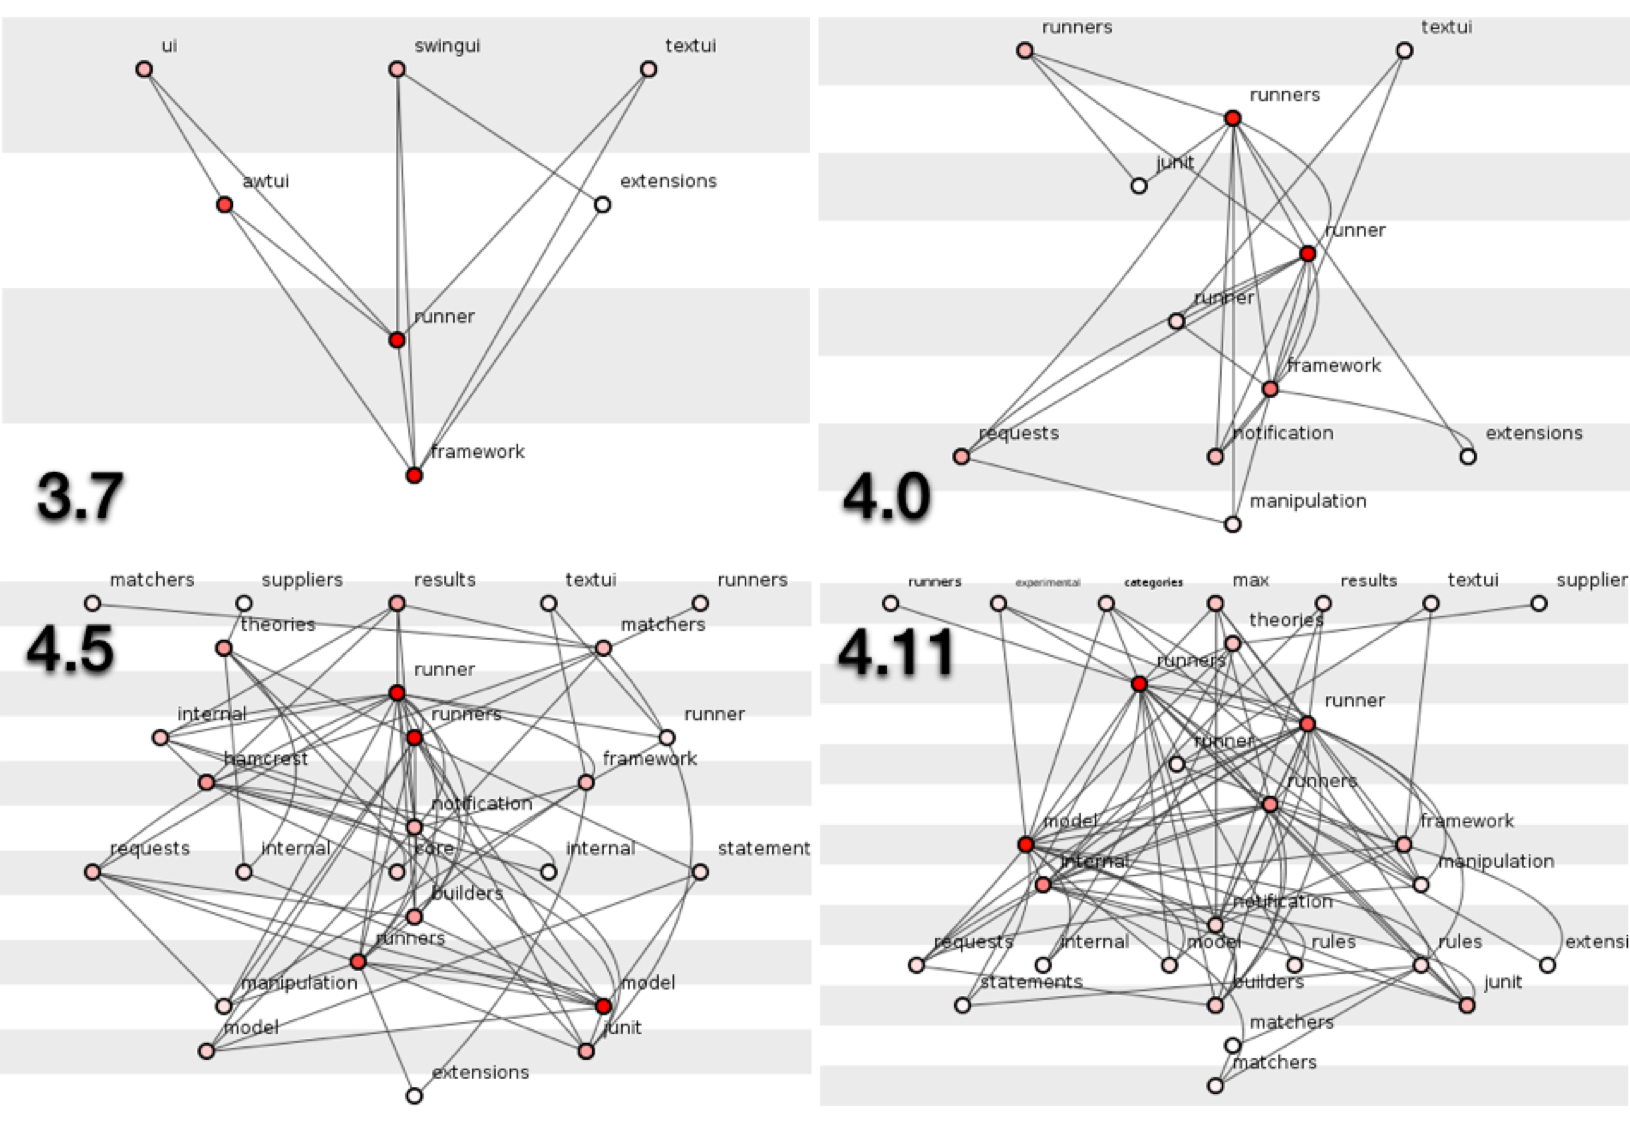 ui
swingui
textui
awtui
extensions
runner
framework
3.7
runners
textui
runners
junit
runner
runner
framework
requests
notification
extensions
4.0
manipulation
matchers
suppliers
results
textui
runners
theories
matchers
4.5
runner
internal
runners
runner
hamcrest
framework
notification
requests
internal
core
internal
statement
builders
runners
manipulation
model
model
junit
extensions
runners
experimental
categories
max
results
textui
supplier
theories
4.11
runners
runner
runner
runners
model
framework
internal
manipulation
notification
requests
internal
model
rules
rules
extensi
statements
builders
junit
matchers
matchers